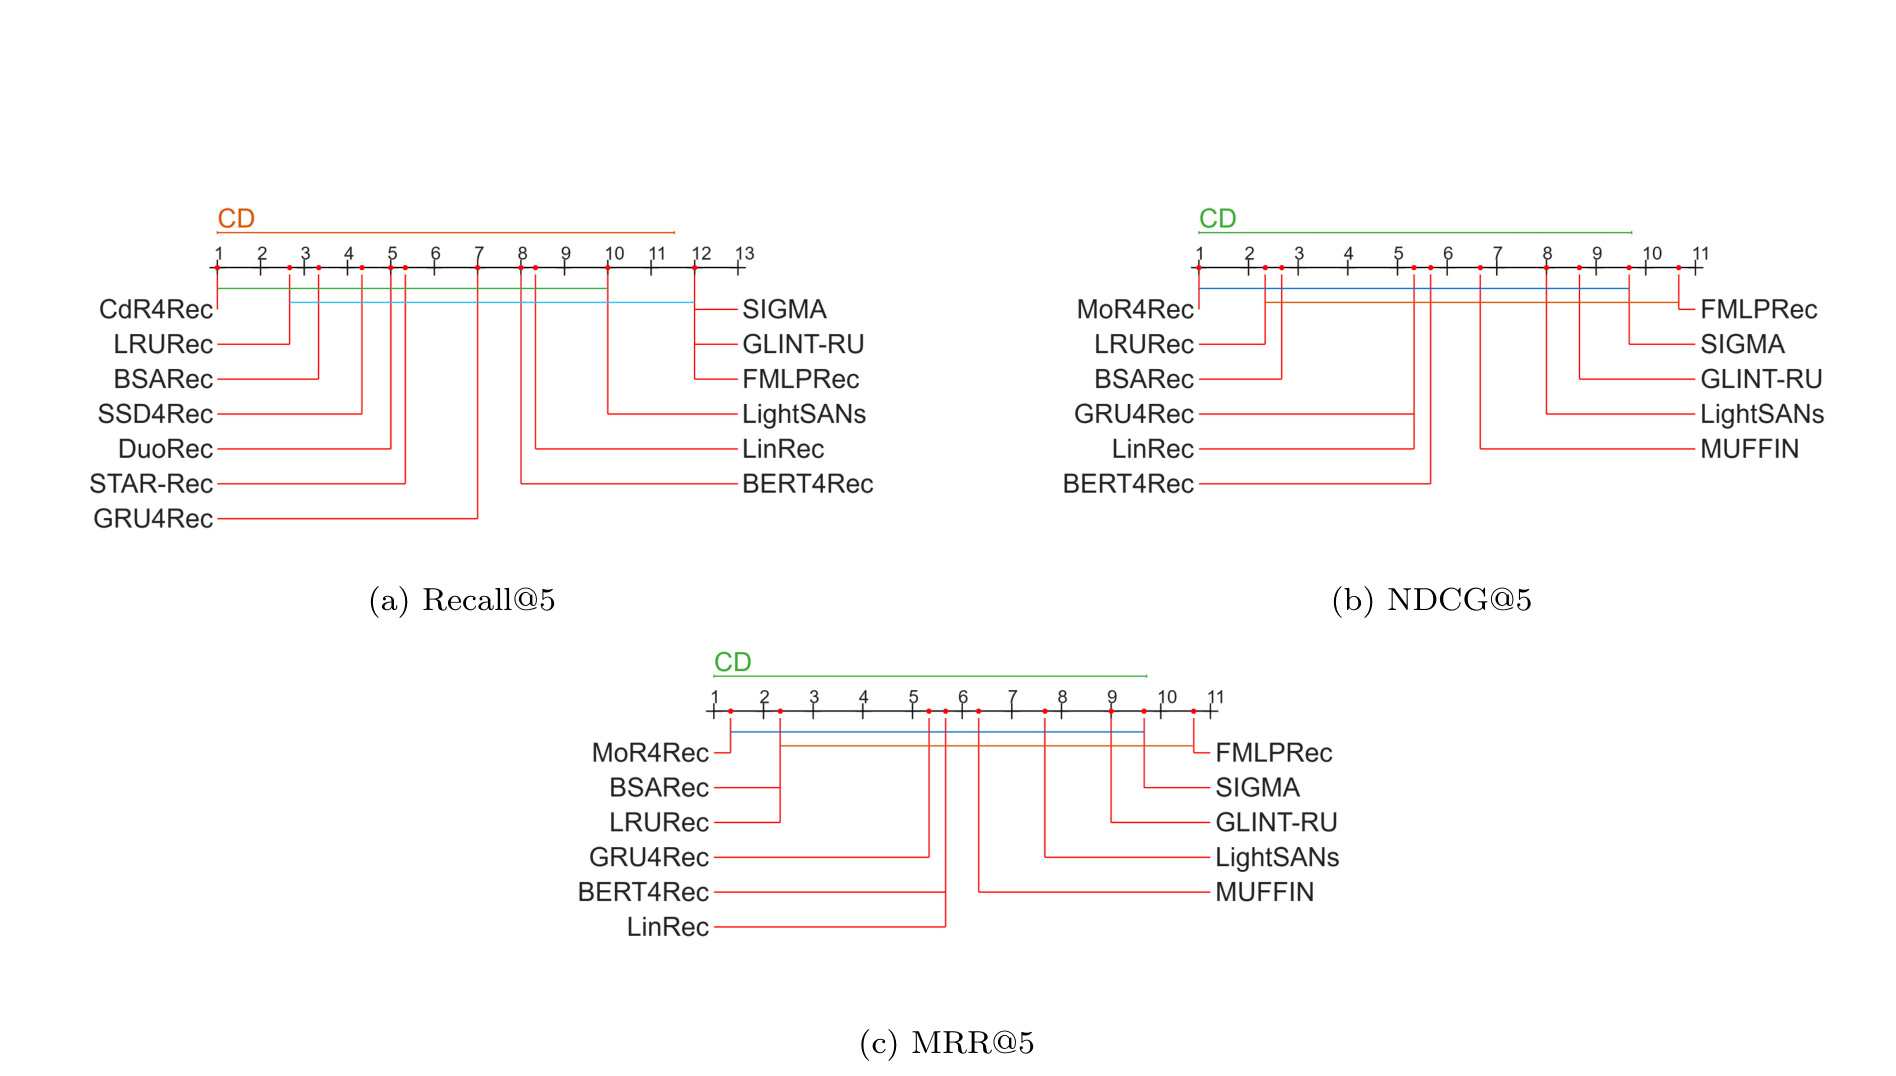 CD
1 2 3 4 5 6 7 8 9 10 11 12 13
CdR4Rec
LRURec
BSARec
SSD4Rec
DuoRec
STAR-Rec
GRU4Rec
SIGMA
GLINT-RU
FMLPRec
LightSANs
LinRec
BERT4Rec
(a) Recall@5
CD
1 2 3 4 5 6 7 8 9 10 11
MoR4Rec
LRURec
BSARec
GRU4Rec
LinRec
BERT4Rec
FMLPRec
SIGMA
GLINT-RU
LightSANs
MUFFIN
(b) NDCG@5
CD
1 2 3 4 5 6 7 8 9 10 11
MoR4Rec
BSARec
LRURec
GRU4Rec
BERT4Rec
LinRec
FMLPRec
SIGMA
GLINT-RU
LightSANs
MUFFIN
(c) MRR@5